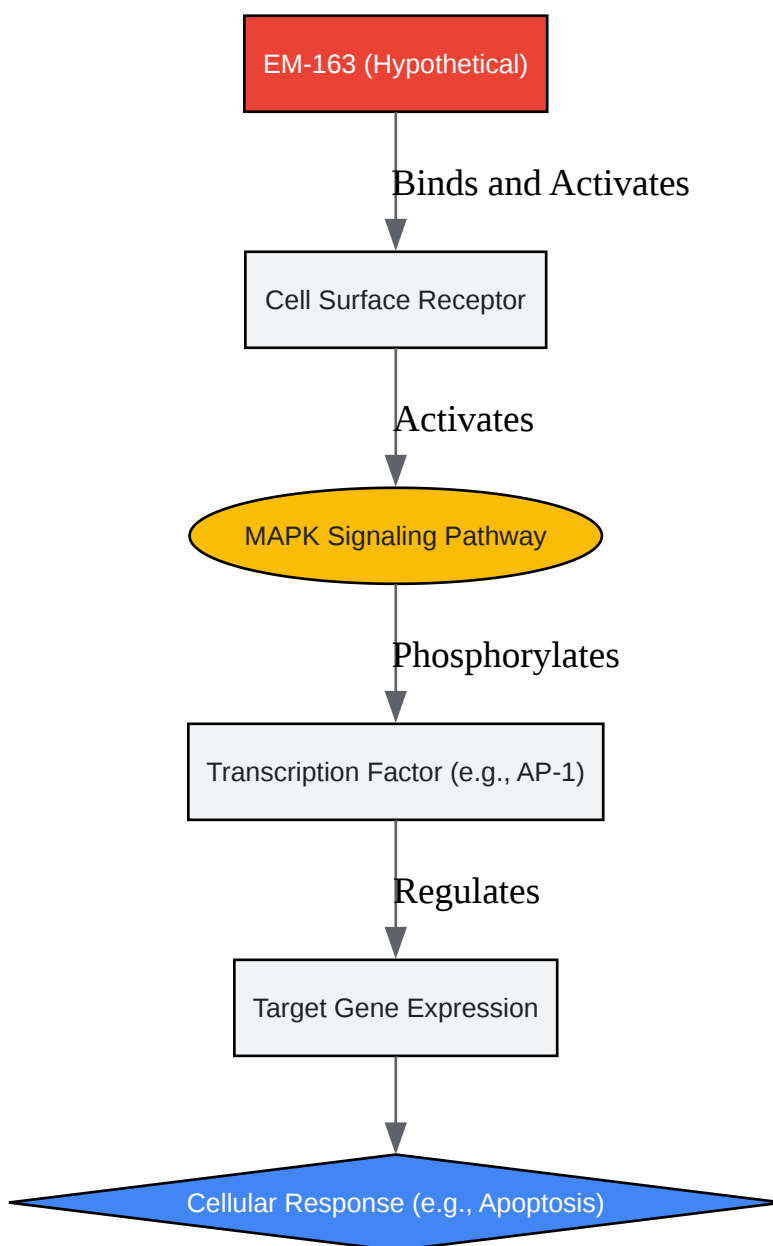 EM-163 (Hypothetical)
Binds and Activates
Cell Surface Receptor
Activates
MAPK Signaling Pathway
Phosphorylates
Transcription Factor (e.g., AP-1)
Regulates
Target Gene Expression
Cellular Response (e.g., Apoptosis)